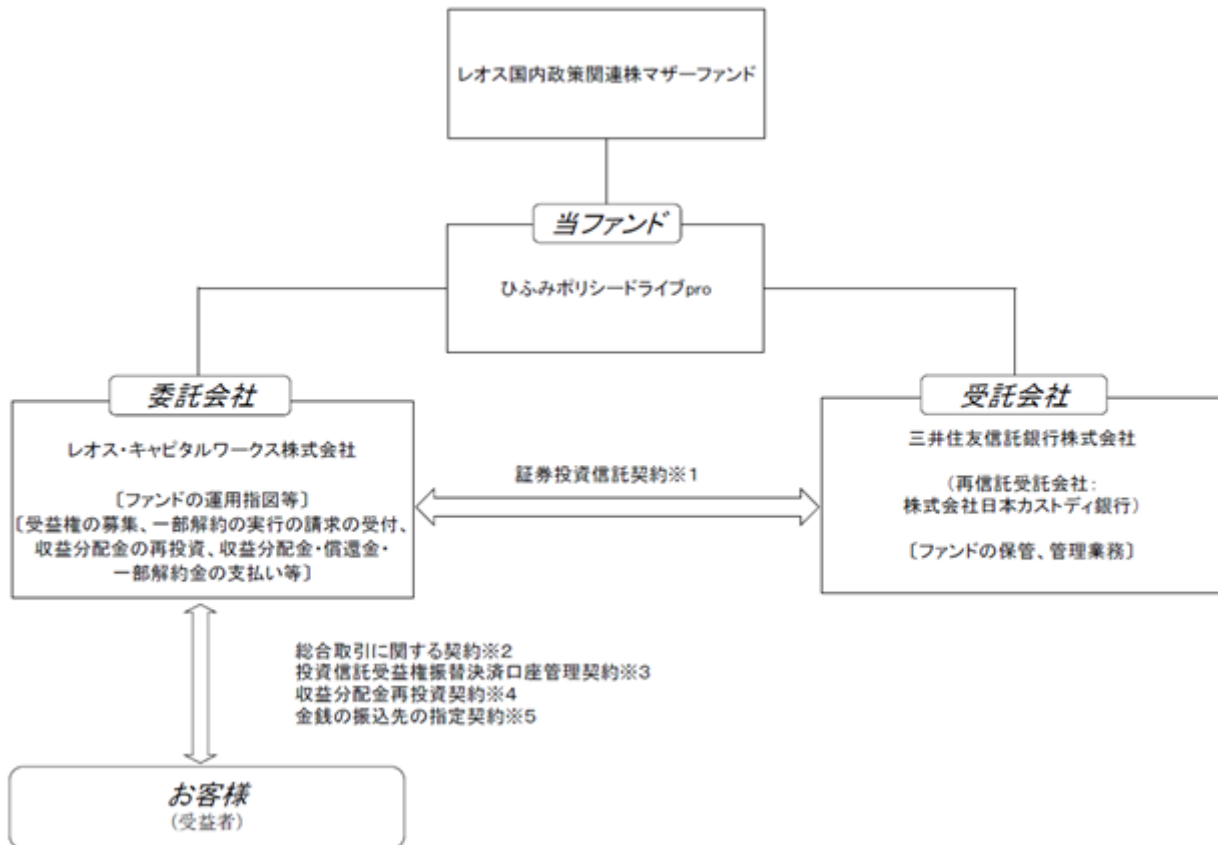 レオス国内政策関連株マザーファンド
当ファンド
ひふみポリシードライブpro
委託会社
レオス・キャピタルワークス株式会社
〔ファンドの運用指図等〕
〔受益権の募集、一部解約の実行の請求の受付、
収益分配金の再投資、収益分配金・償還金・
一部解約金の支払い等〕
証券投資信託契約※1
受託会社
三井住友信託銀行株式会社
（再信託受託会社：
株式会社日本カストディ銀行）
〔ファンドの保管、管理業務〕
総合取引に関する契約※2
投資信託受益権振替決済口座管理契約※3
収益分配金再投資契約※4
金銭の振込先の指定契約※5
お客様
（受益者）